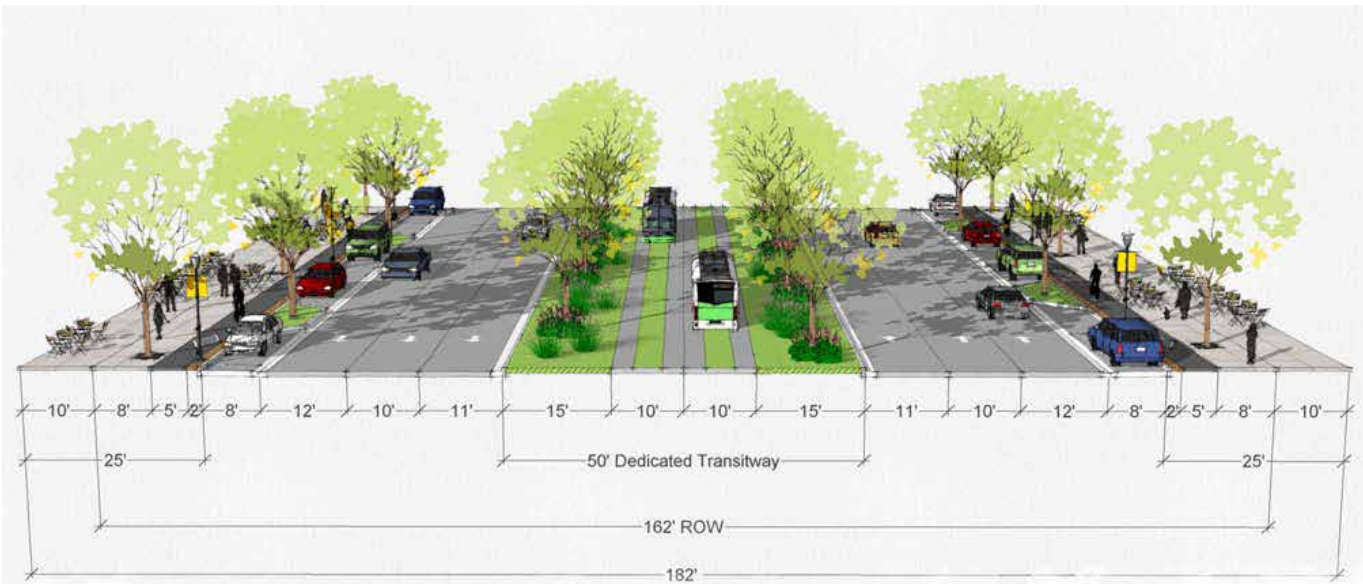 10' 8' 5' 2' 8' 12' 10' 11' 15' 10' 10' 15' 11' 10' 12' 8' 2' 5' 8' 10'
25' 50' Dedicated Transitway 25'
162' ROW
182'